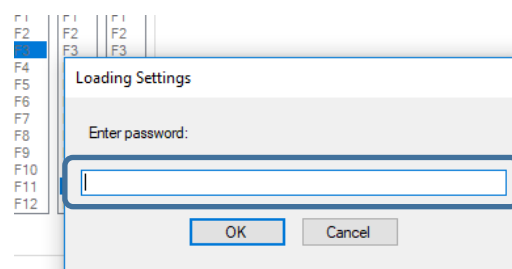 F1 F1 F1
F2 F2 F2
F3 F3 F3
F4
F5
F6
F7
F8
F9
F10
F11
F12
Loading Settings
Enter password:
OK Cancel